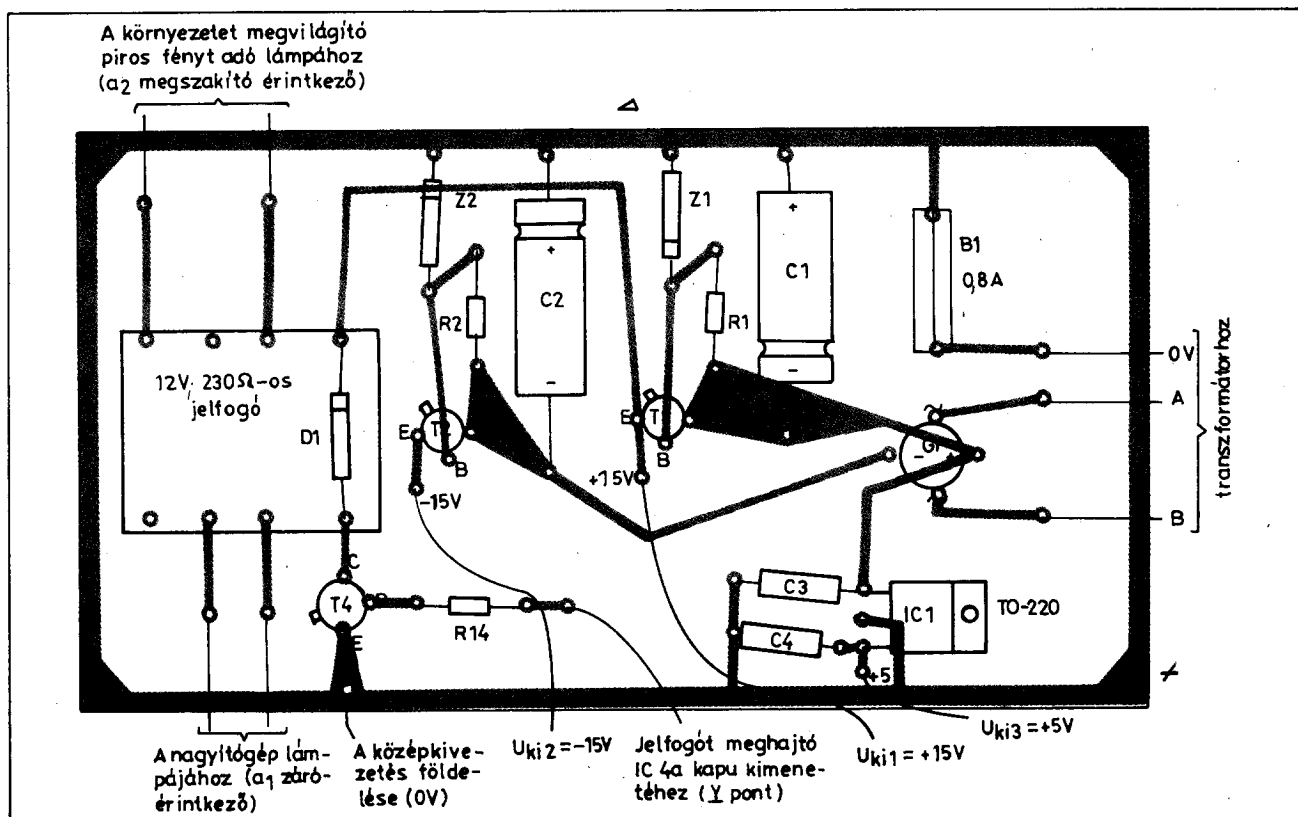 A környezetet megvilágító
piros fényt adó lámpához
(a2 megszakító érintkező)
Z2
Z1
B1
0,8A
C2
C1
R2
R1
+
+
-
-
12V, 230Ω-os
jelfogó
D1
0V
A
B
transzformátorhoz
E
T2
B
E
T
B
~
-
+
~
-15V
+15V
C
T4
E
R14
C3
C4
IC1
TO-220
+5
A nagyítógép lám-
pájához (a1 záró-
érintkező)
A középkive-
zetés földe-
lése (0V)
Uki2=-15V
Jelfogót meghajtó
IC 4a kapu kimene-
téhez (Y pont)
Uki1=+15V
Uki3=+5V